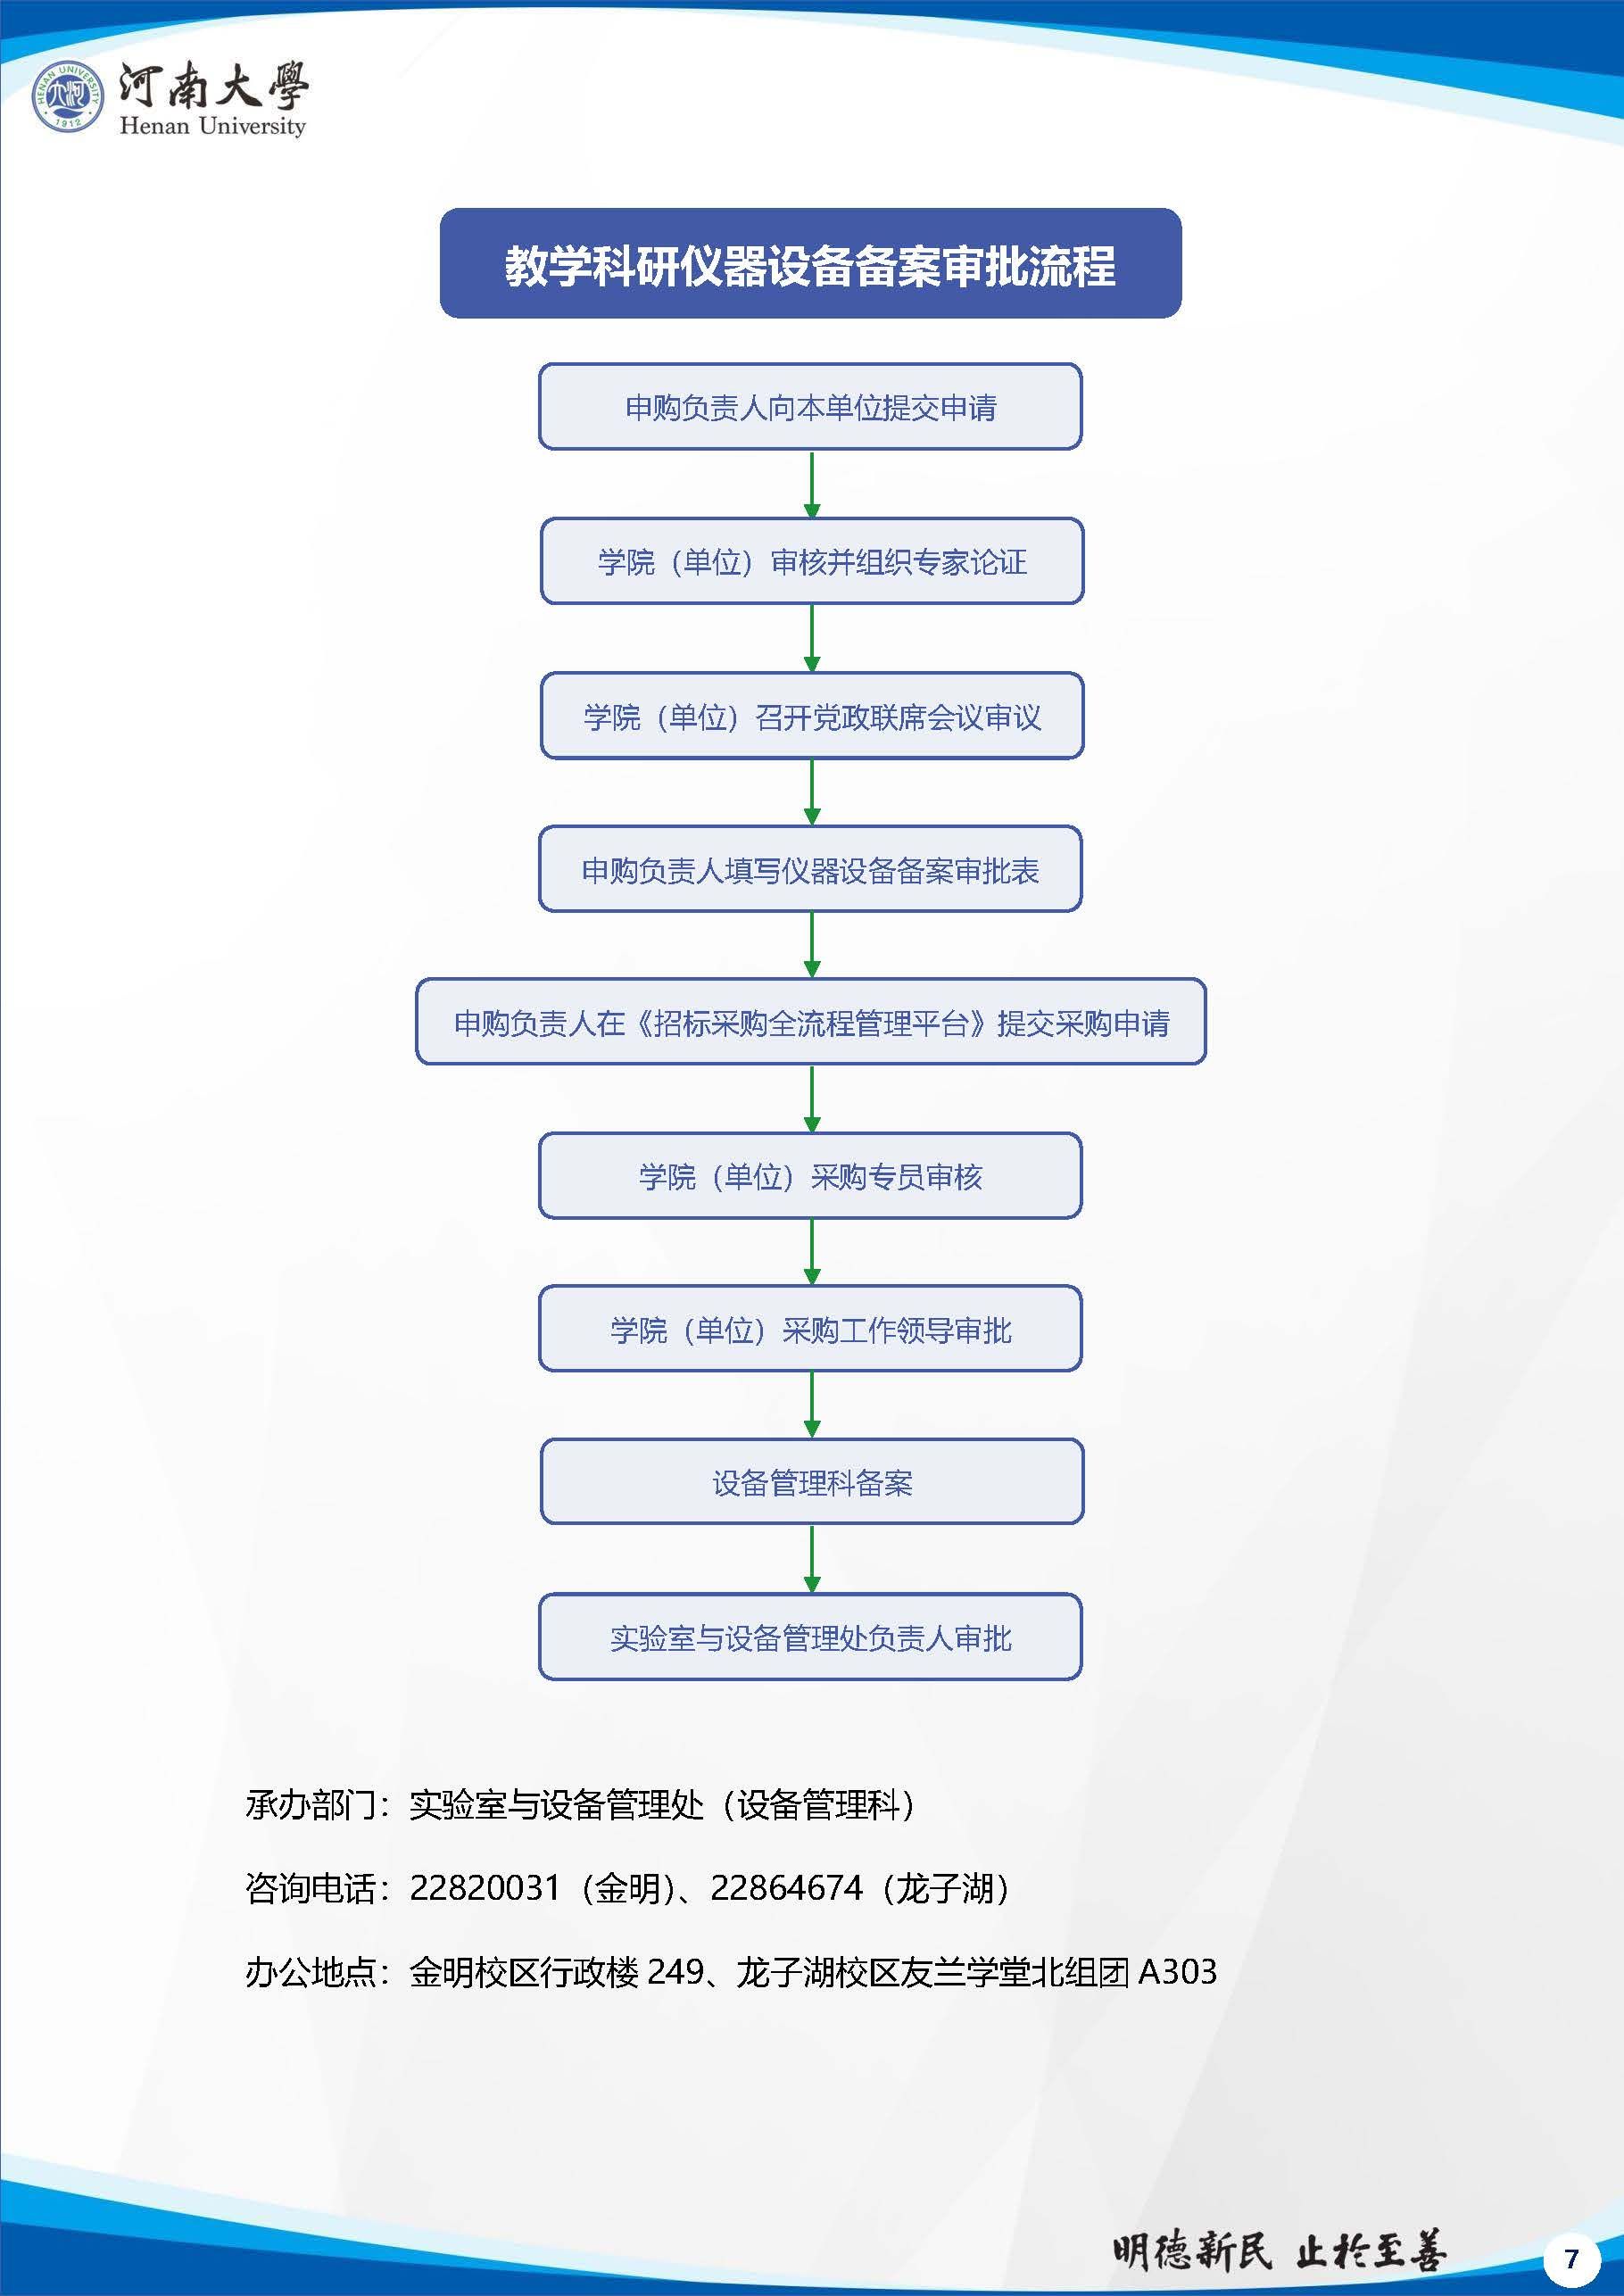 HENAN UNIVERSITY
1912
河南大學
Henan University
教学科研仪器设备备案审批流程
申购负责人向本单位提交申请
学院（单位）审核并组织专家论证
学院（单位）召开党政联席会议审议
申购负责人填写仪器设备备案审批表
申购负责人在《招标采购全流程管理平台》提交采购申请
学院（单位）采购专员审核
学院（单位）采购工作领导审批
设备管理科备案
实验室与设备管理处负责人审批
承办部门：实验室与设备管理处（设备管理科）
咨询电话：22820031（金明）、22864674（龙子湖）
办公地点：金明校区行政楼 249、龙子湖校区友兰学堂北组团 A303
明德新民 止於至善
7